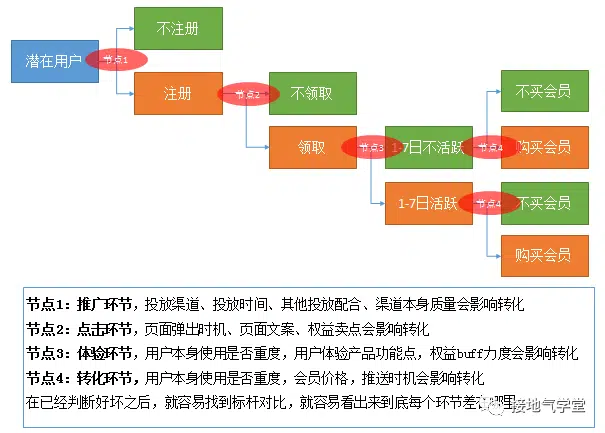 不注册
潜在用户
节点1
注册
节点2
不领取
不买会员
领取
节点3
1-7日不活跃
节点4
购买会员
1-7日活跃
节点4
不买会员
购买会员
节点1：推广环节，投放渠道、投放时间、其他投放配合、渠道本身质量会影响转化
节点2：点击环节，页面弹出时机、页面文案、权益卖点会影响转化
节点3：体验环节，用户本身使用是否重度，用户体验产品功能点，权益buff力度会影响转化
节点4：转化环节，用户本身使用是否重度，会员价格，推送时机会影响转化
在已经判断好坏之后，就容易找到标杆对比，就容易看出来到底每个环节差在哪里
接地气学堂